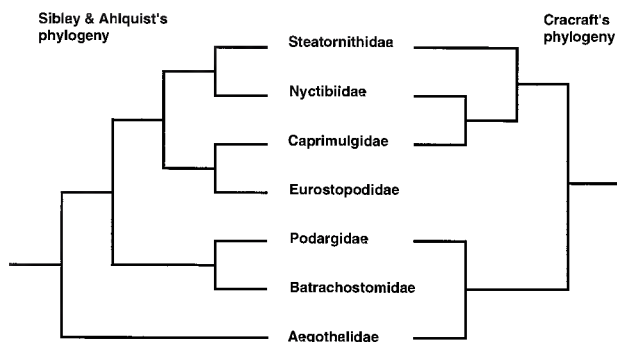 Sibley & Ahlquist's
phylogeny
Cracraft's
phylogeny
Steatornithidae
Nyctibiidae
Caprimulgidae
Eurostopodidae
Podargidae
Batrachostomidae
Aegothelidae